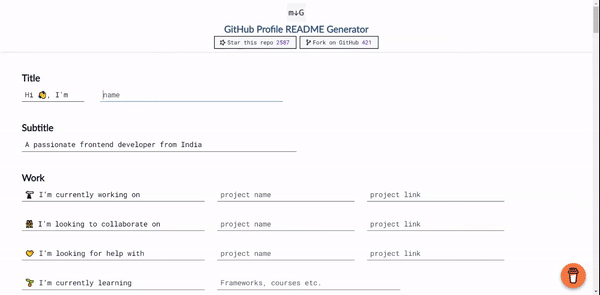 m↓G
GitHub Profile README Generator
Star this repo 2587 Fork on GitHub 421
Title
Hi 👋, I'm name
Subtitle
A passionate frontend developer from India
Work
🔭 I'm currently working on project name project link
👯 I'm looking to collaborate on project name project link
🤝 I'm looking for help with project name project link
🌱 I'm currently learning Frameworks, courses etc.